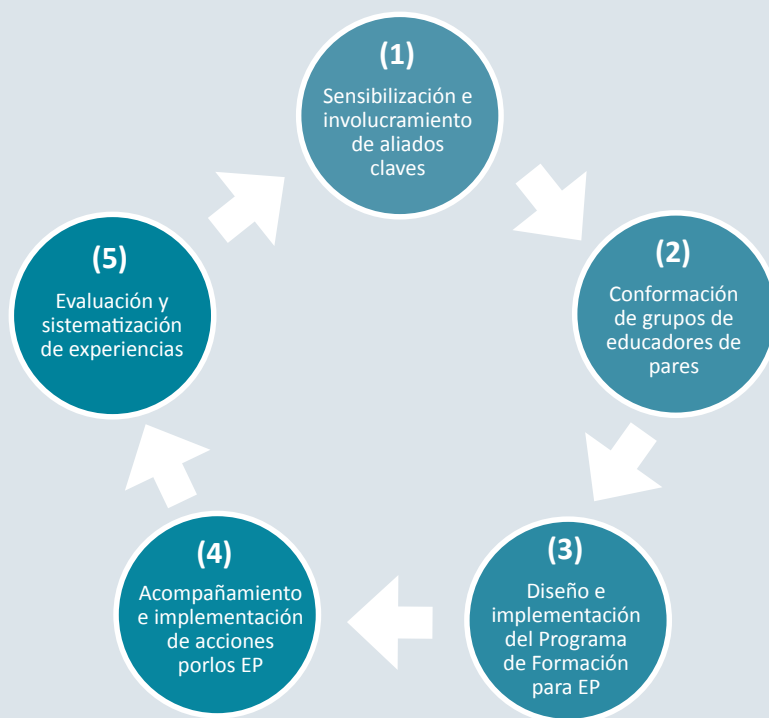 (1)
Sensibilización e
involucramiento
de aliados
claves
(2)
Conformación
de grupos de
educadores de
pares
(3)
Diseño e
implementación
del Programa
de Formación
para EP
(4)
Acompañamiento
e implementación
de acciones
porlos EP
(5)
Evaluación y
sistematización
de experiencias